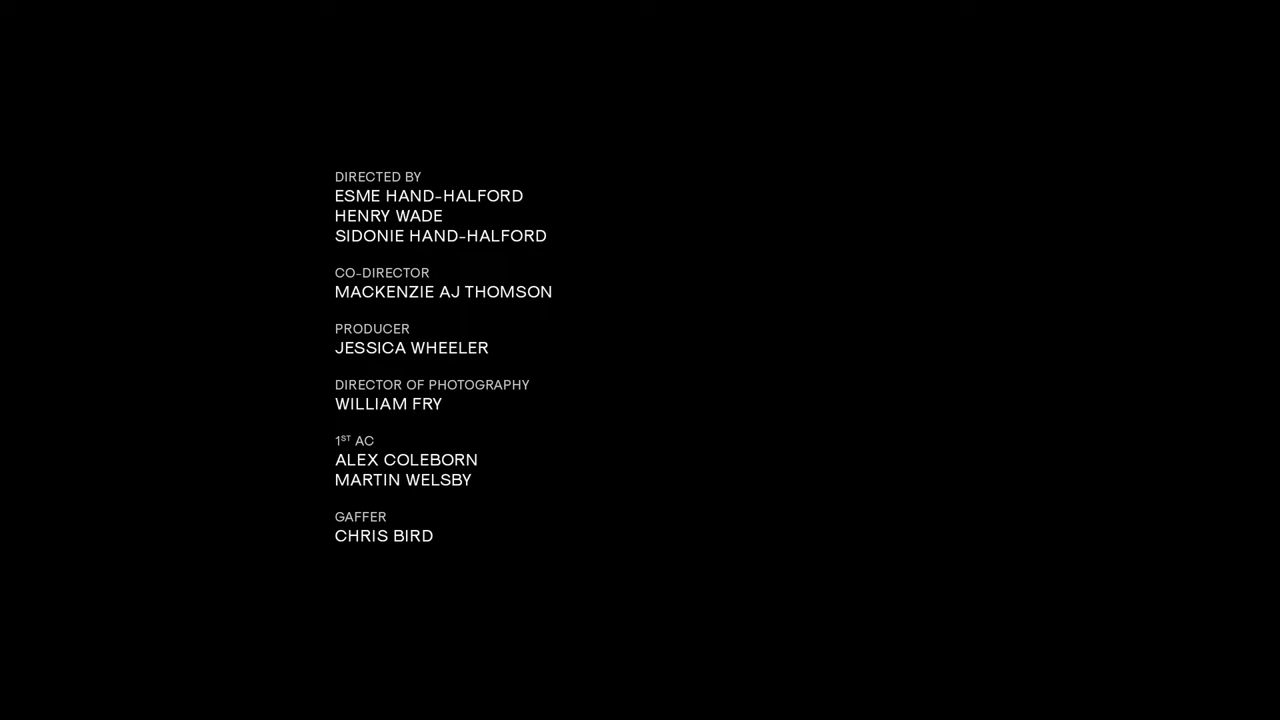 DIRECTED BY
ESME HAND-HALFORD
HENRY WADE
SIDONIE HAND-HALFORD
CO-DIRECTOR
MACKENZIE AJ THOMSON
PRODUCER
JESSICA WHEELER
DIRECTOR OF PHOTOGRAPHY
WILLIAM FRY
1ST AC
ALEX COLEBORN
MARTIN WELSBY
GAFFER
CHRIS BIRD